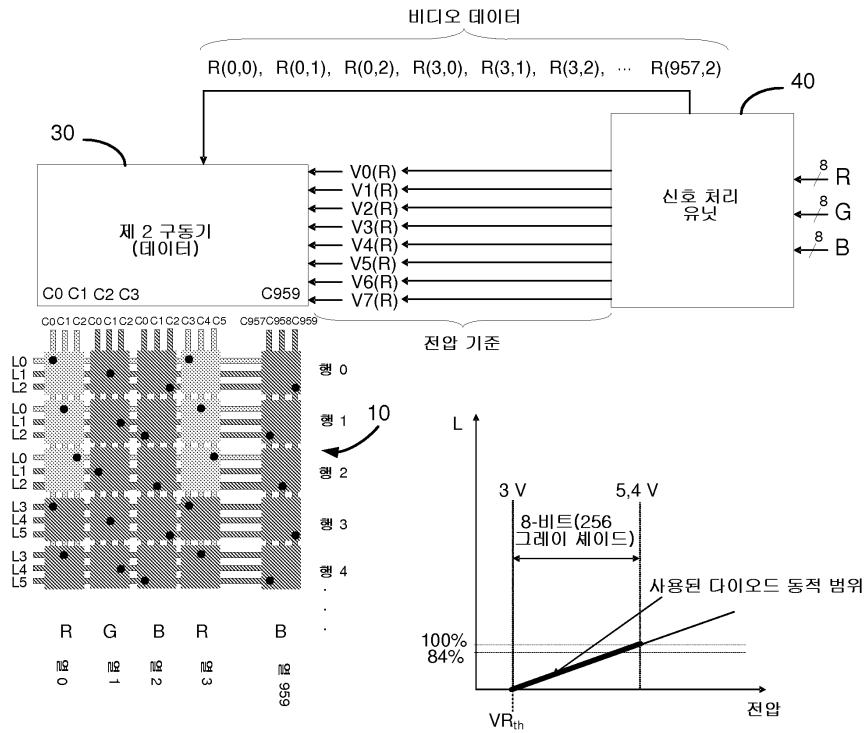 비디오 데이터
R(0,0), R(0,1), R(0,2), R(3,0), R(3,1), R(3,2), ··· R(957,2)
30
40
제 2 구동기
(데이터)
C0 C1 C2 C3 C959
V0(R)
V1(R)
V2(R)
V3(R)
V4(R)
V5(R)
V6(R)
V7(R)
신호 처리
유닛
8 R
8 G
8 B
전압 기준
C0 C1 C2 C0 C1 C2 C0 C1 C2 C3 C4 C5 C957 C958 C959
L0
L1
L2
행 0
L0
L1
L2
행 1
L0
L1
L2
행 2
L3
L4
L5
행 3
L3
L4
L5
행 4
10
R G B R B
열 0 열 1 열 2 열 3 열 959
L
3 V 5,4 V
8-비트(256
그레이 셰이드)
사용된 다이오드 동적 범위
100%
84%
VRth
전압